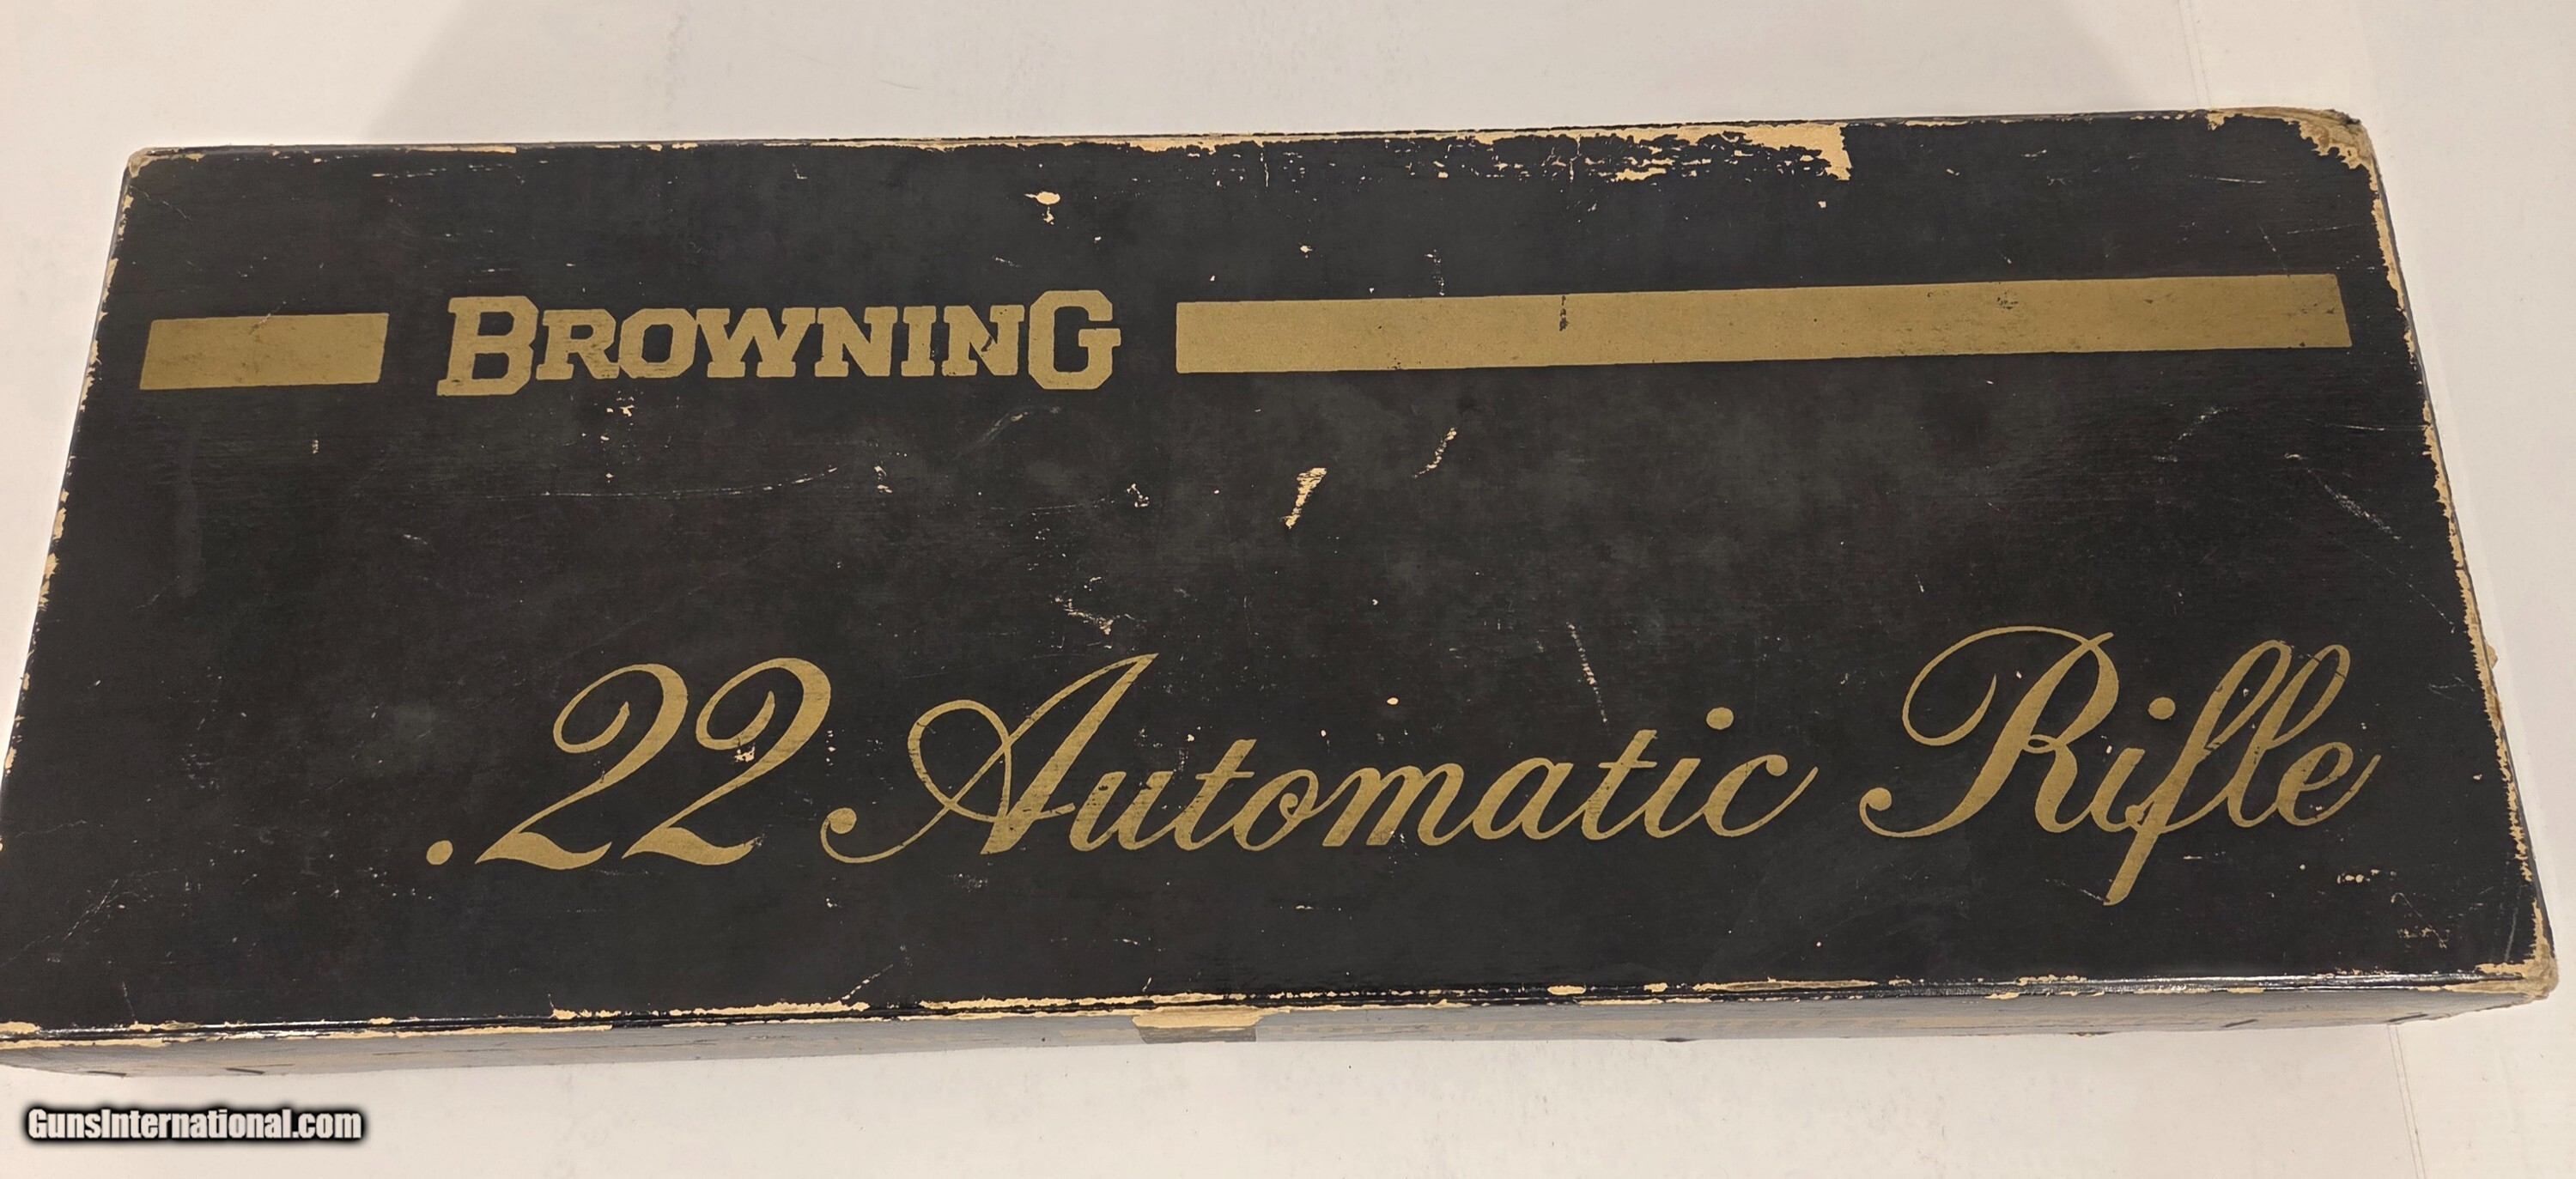 BROWNING
.22 Automatic Rifle
GunsInternational.com